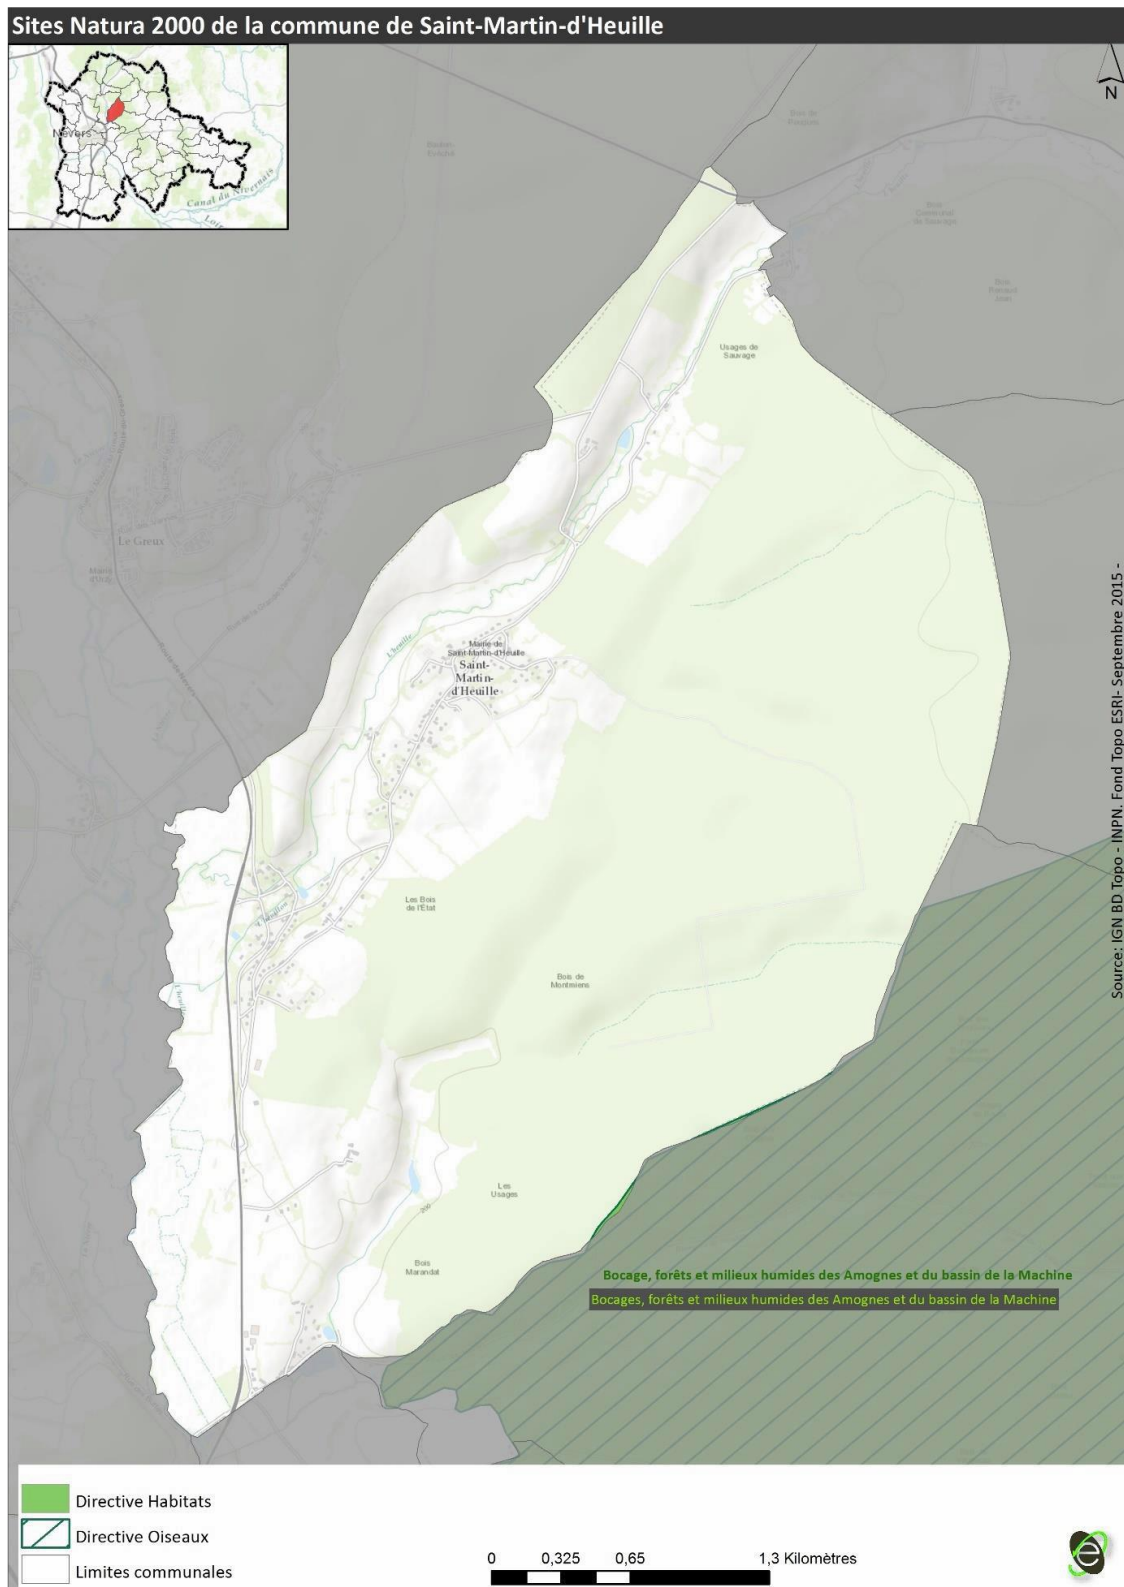 Sites Natura 2000 de la commune de Saint-Martin-d'Heuille
N
Nevers
Canal du Nivernais
Usages de
Sauvage
Le Greux
L'heuille
Mairie de
Saint-Martin-d'Heuille
Saint-
Martin-
d'Heuille
Les Bois
de l'État
Bois de
Montmiens
Les
Usages
200
Bois
Marandat
Bocage, forêts et milieux humides des Amognes et du bassin de la Machine
Bocages, forêts et milieux humides des Amognes et du bassin de la Machine
Source: IGN BD Topo - INPN. Fond Topo ESRI- Septembre 2015 -
Directive Habitats
Directive Oiseaux
Limites communales
0 0,325 0,65 1,3 Kilomètres
e